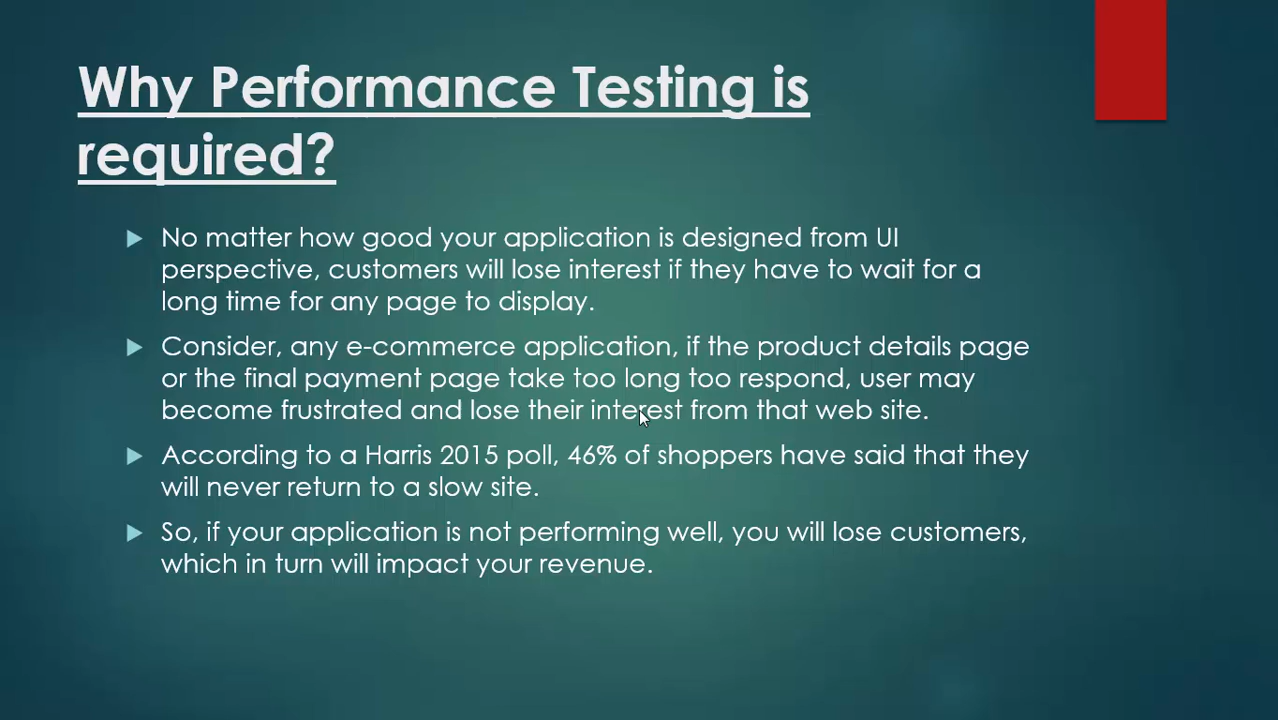 Why Performance Testing is
required?
No matter how good your application is designed from UI
perspective, customers will lose interest if they have to wait for a
long time for any page to display.
Consider, any e-commerce application, if the product details page
or the final payment page take too long too respond, user may
become frustrated and lose their interest from that web site.
According to a Harris 2015 poll, 46% of shoppers have said that they
will never return to a slow site.
So, if your application is not performing well, you will lose customers,
which in turn will impact your revenue.